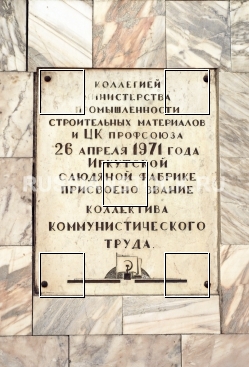 КОЛЛЕГИЕЙ
МИНИСТЕРСТВА
ПРОМЫШЛЕННОСТИ
СТРОИТЕЛЬНЫХ МАТЕРИАЛОВ
И ЦК ПРОФСОЮЗА
26 АПРЕЛЯ 1971 ГОДА
ИРКУТСКОЙ
СЛЮДЯНОЙ ФАБРИКЕ
ПРИСВОЕНО ЗВАНИЕ
КОЛЛЕКТИВА
КОММУНИСТИЧЕСКОГО
ТРУДА.